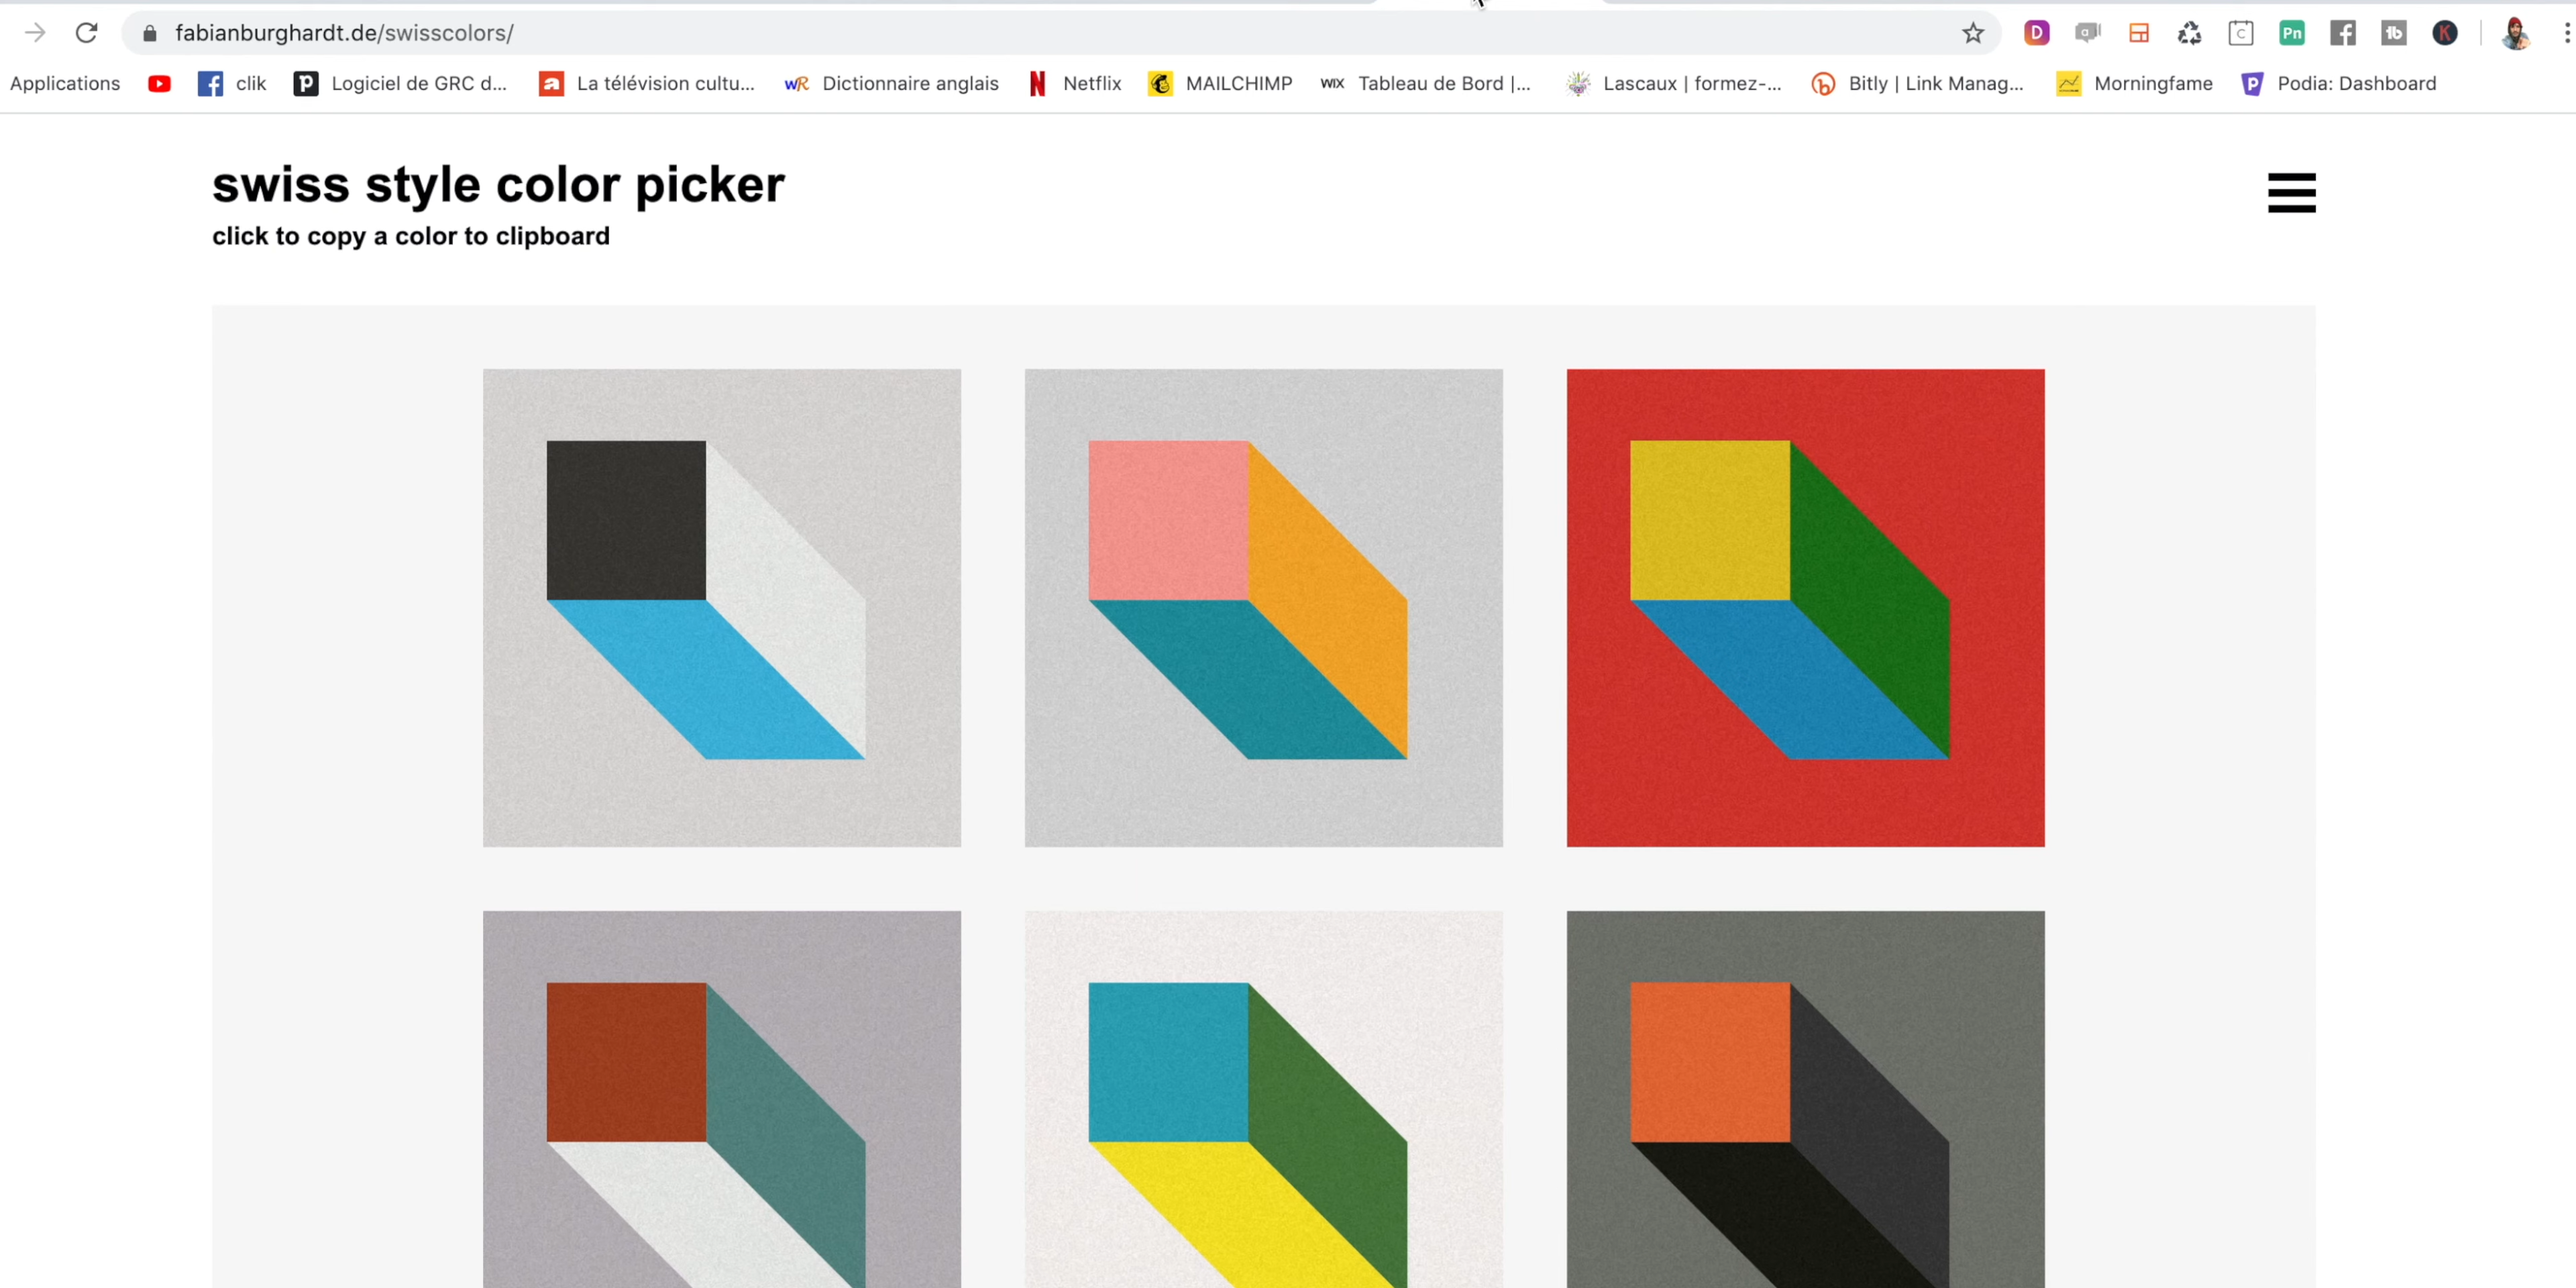 fabianburghardt.de/swisscolors/
Applications clik Logiciel de GRC d... La télévision cultu... Dictionnaire anglais Netflix MAILCHIMP WIX Tableau de Bord |... Lascaux | formez-... Bitly | Link Manag... Morningfame Podia: Dashboard
swiss style color picker
click to copy a color to clipboard